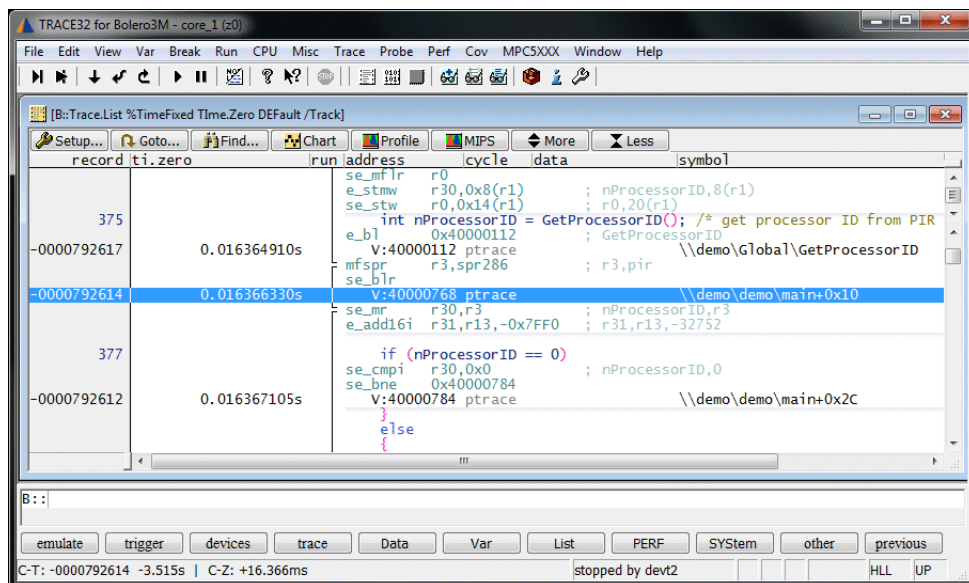 TRACE32 for Bolero3M - core_1 (z0)
File Edit View Var Break Run CPU Misc Trace Probe Perf Cov MPC5XXX Window Help
[B::Trace.List %TimeFixed TIme.Zero DEFault /Track]
Setup... Goto... Find... Chart Profile MIPS More Less
record ti.zero run address cycle data symbol
se_mflr r0
e_stmw r30,0x8(r1) ; nProcessorID,8(r1)
se_stw r0,0x14(r1) ; r0,20(r1)
375 int nProcessorID = GetProcessorID(); /* get processor ID from PIR
e_bl 0x40000112 ; GetProcessorID
-0000792617 0.016364910s V:40000112 ptrace \\demo\Global\GetProcessorID
mfspr r3,spr286 ; r3,pir
se_blr
-0000792614 0.016366330s V:40000768 ptrace \\demo\demo\main+0x10
se_mr r30,r3 ; nProcessorID,r3
e_add16i r31,r13,-0x7FF0 ; r31,r13,-32752
377 if (nProcessorID == 0)
se_cmpi r30,0x0 ; nProcessorID,0
se_bne 0x40000784
-0000792612 0.016367105s V:40000784 ptrace \\demo\demo\main+0x2C
}
else
{
B::
emulate trigger devices trace Data Var List PERF SYStem other previous
C-T: -0000792614 -3.515s | C-Z: +16.366ms stopped by devt2 HLL UP